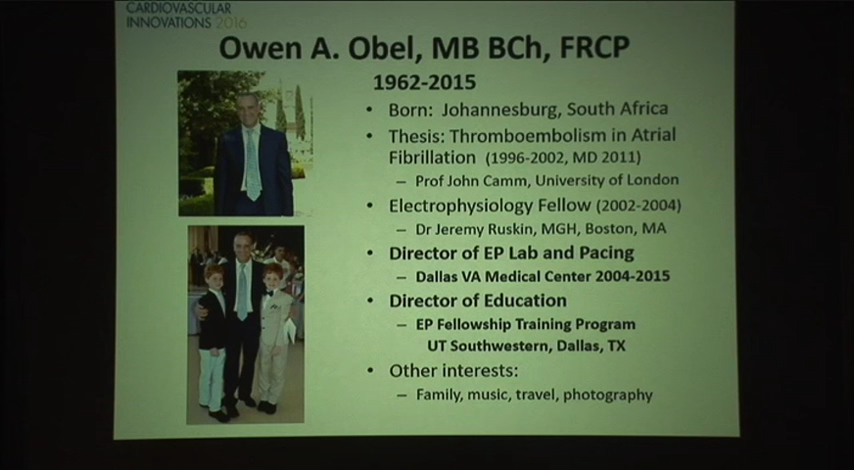 CARDIOVASCULAR
INNOVATIONS 2016
Owen A. Obel, MB BCh, FRCP
1962-2015
• Born: Johannesburg, South Africa
• Thesis: Thromboembolism in Atrial
Fibrillation (1996-2002, MD 2011)
– Prof John Camm, University of London
• Electrophysiology Fellow (2002-2004)
– Dr Jeremy Ruskin, MGH, Boston, MA
• Director of EP Lab and Pacing
– Dallas VA Medical Center 2004-2015
• Director of Education
– EP Fellowship Training Program
UT Southwestern, Dallas, TX
• Other interests:
– Family, music, travel, photography